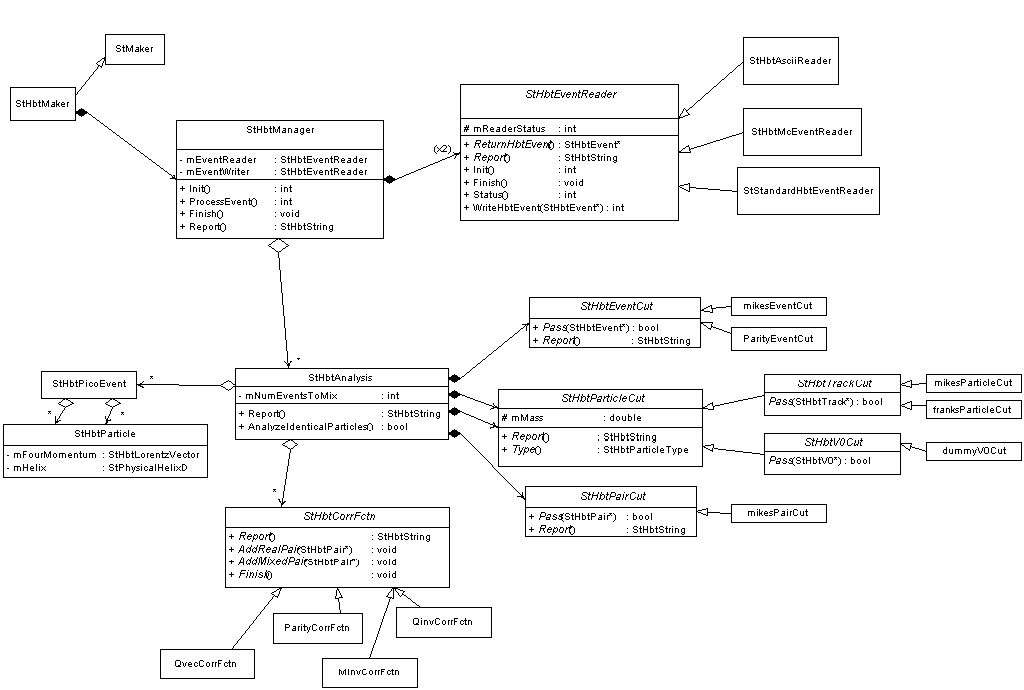 StMaker
StHbtMaker
StHbtManager
- mEventReader : StHbtEventReader
- mEventWriter : StHbtEventReader
+ Init() : int
+ ProcessEvent() : int
+ Finish() : void
+ Report() : StHbtString
(x2)
StHbtEventReader
# mReaderStatus : int
+ ReturnHbtEvent() : StHbtEvent*
+ Report() : StHbtString
+ Init() : int
+ Finish() : void
+ Status() : int
+ WriteHbtEvent(StHbtEvent*) : int
StHbtAsciiReader
StHbtMcEventReader
StStandardHbtEventReader
*
StHbtAnalysis
- mNumEventsToMix : int
+ Report() : StHbtString
+ AnalyzeIdenticalParticles() : bool
*
StHbtPicoEvent
*
*
StHbtParticle
- mFourMomentum : StHbtLorentzVector
- mHelix : StPhysicalHelixD
StHbtEventCut
+ Pass(StHbtEvent*) : bool
+ Report() : StHbtString
mikesEventCut
ParityEventCut
StHbtParticleCut
# mMass : double
+ Report() : StHbtString
+ Type() : StHbtParticleType
StHbtTrackCut
Pass(StHbtTrack*) : bool
mikesParticleCut
franksParticleCut
StHbtV0Cut
Pass(StHbtV0*) : bool
dummyV0Cut
StHbtPairCut
+ Pass(StHbtPair*) : bool
+ Report() : StHbtString
mikesPairCut
*
StHbtCorrFctn
+ Report() : StHbtString
+ AddRealPair(StHbtPair*) : void
+ AddMixedPair(StHbtPair*) : void
+ Finish() : void
QvecCorrFctn
ParityCorrFctn
MInvCorrFctn
QinvCorrFctn